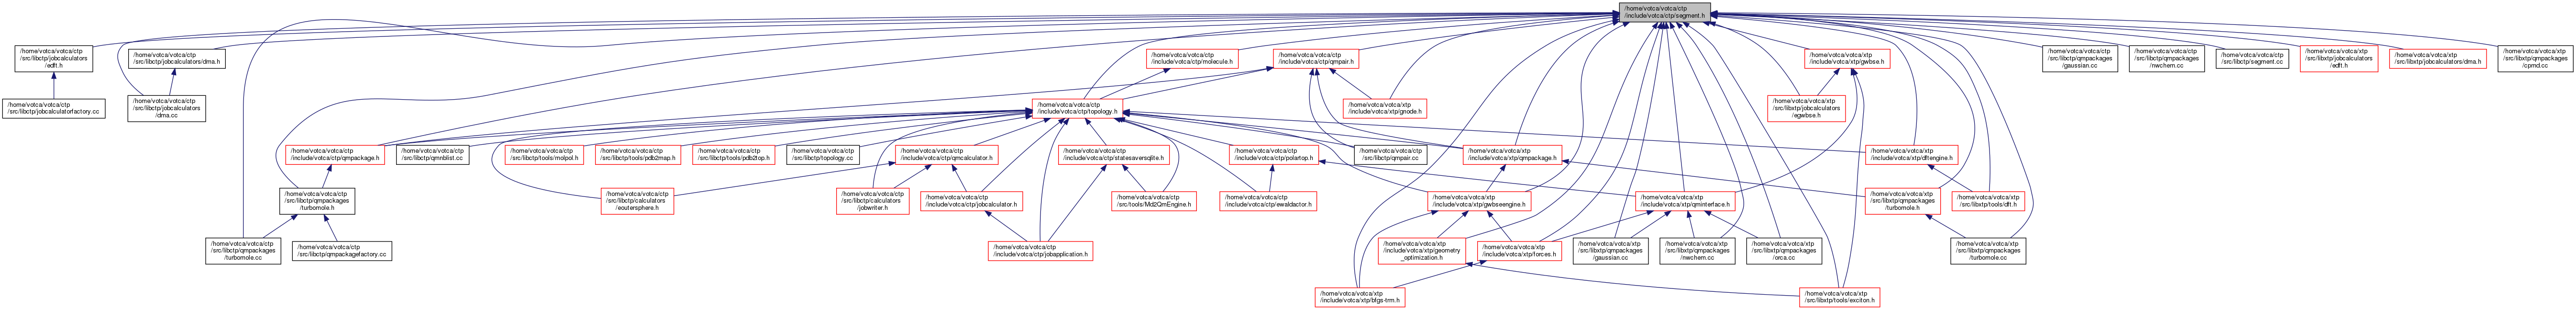 /home/votca/votca/ctp
/include/votca/ctp/segment.h
/home/votca/votca/ctp
/src/libctp/jobcalculators
/edft.h
/home/votca/votca/ctp
/src/libctp/jobcalculators/dma.h
/home/votca/votca/ctp
/include/votca/ctp/molecule.h
/home/votca/votca/ctp
/include/votca/ctp/qmpair.h
/home/votca/votca/xtp
/include/votca/xtp/gwbse.h
/home/votca/votca/ctp
/src/libctp/qmpackages
/gaussian.cc
/home/votca/votca/ctp
/src/libctp/qmpackages
/nwchem.cc
/home/votca/votca/ctp
/src/libctp/segment.cc
/home/votca/votca/xtp
/src/libxtp/jobcalculators
/edft.h
/home/votca/votca/xtp
/src/libxtp/jobcalculators/dma.h
/home/votca/votca/xtp
/src/libxtp/qmpackages
/cpmd.cc
/home/votca/votca/ctp
/src/libctp/jobcalculatorfactory.cc
/home/votca/votca/ctp
/src/libctp/jobcalculators
/dma.cc
/home/votca/votca/ctp
/include/votca/ctp/topology.h
/home/votca/votca/xtp
/include/votca/xtp/gnode.h
/home/votca/votca/xtp
/src/libxtp/jobcalculators
/egwbse.h
/home/votca/votca/ctp
/include/votca/ctp/qmpackage.h
/home/votca/votca/ctp
/src/libctp/qmnblist.cc
/home/votca/votca/ctp
/src/libctp/tools/molpol.h
/home/votca/votca/ctp
/src/libctp/tools/pdb2map.h
/home/votca/votca/ctp
/src/libctp/tools/pdb2top.h
/home/votca/votca/ctp
/src/libctp/topology.cc
/home/votca/votca/ctp
/include/votca/ctp/qmcalculator.h
/home/votca/votca/ctp
/include/votca/ctp/statesaversqlite.h
/home/votca/votca/ctp
/include/votca/ctp/polartop.h
/home/votca/votca/ctp
/src/libctp/qmpair.cc
/home/votca/votca/xtp
/include/votca/xtp/qmpackage.h
/home/votca/votca/xtp
/include/votca/xtp/dftengine.h
/home/votca/votca/ctp
/src/libctp/qmpackages
/turbomole.h
/home/votca/votca/ctp
/src/libctp/calculators
/eoutersphere.h
/home/votca/votca/ctp
/src/libctp/calculators
/jobwriter.h
/home/votca/votca/ctp
/include/votca/ctp/jobcalculator.h
/home/votca/votca/ctp
/src/tools/Md2QmEngine.h
/home/votca/votca/ctp
/include/votca/ctp/ewaldactor.h
/home/votca/votca/xtp
/include/votca/xtp/gwbseengine.h
/home/votca/votca/xtp
/include/votca/xtp/qminterface.h
/home/votca/votca/xtp
/src/libxtp/qmpackages
/turbomole.h
/home/votca/votca/xtp
/src/libxtp/tools/dft.h
/home/votca/votca/ctp
/src/libctp/qmpackages
/turbomole.cc
/home/votca/votca/ctp
/src/libctp/qmpackagefactory.cc
/home/votca/votca/ctp
/include/votca/ctp/jobapplication.h
/home/votca/votca/xtp
/include/votca/xtp/geometry
_optimization.h
/home/votca/votca/xtp
/include/votca/xtp/forces.h
/home/votca/votca/xtp
/src/libxtp/qmpackages
/gaussian.cc
/home/votca/votca/xtp
/src/libxtp/qmpackages
/nwchem.cc
/home/votca/votca/xtp
/src/libxtp/qmpackages
/orca.cc
/home/votca/votca/xtp
/src/libxtp/qmpackages
/turbomole.cc
/home/votca/votca/xtp
/include/votca/xtp/bfgs-trm.h
/home/votca/votca/xtp
/src/libxtp/tools/exciton.h